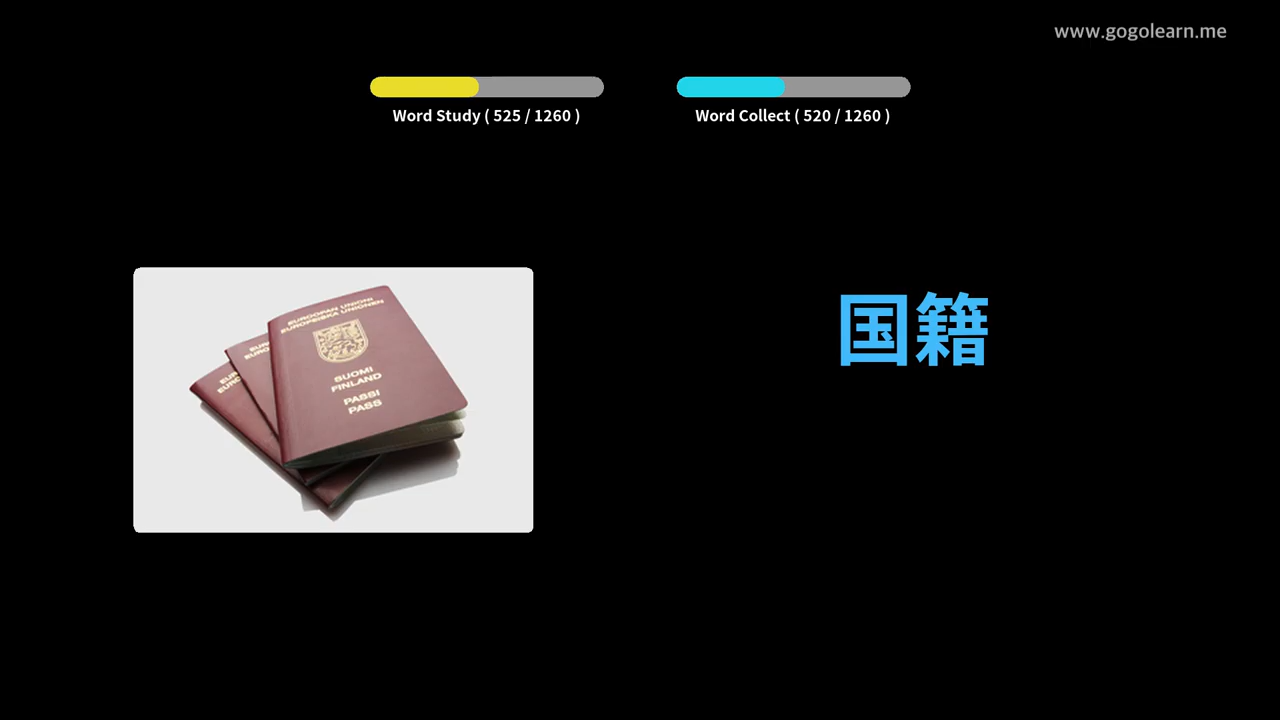 www.gogolearn.me
Word Study ( 525 / 1260 )
Word Collect ( 520 / 1260 )
国籍
EUROOPAN UNIONI
EUROPEISKA UNIONEN
SUOMI
FINLAND
PASSI
PASS